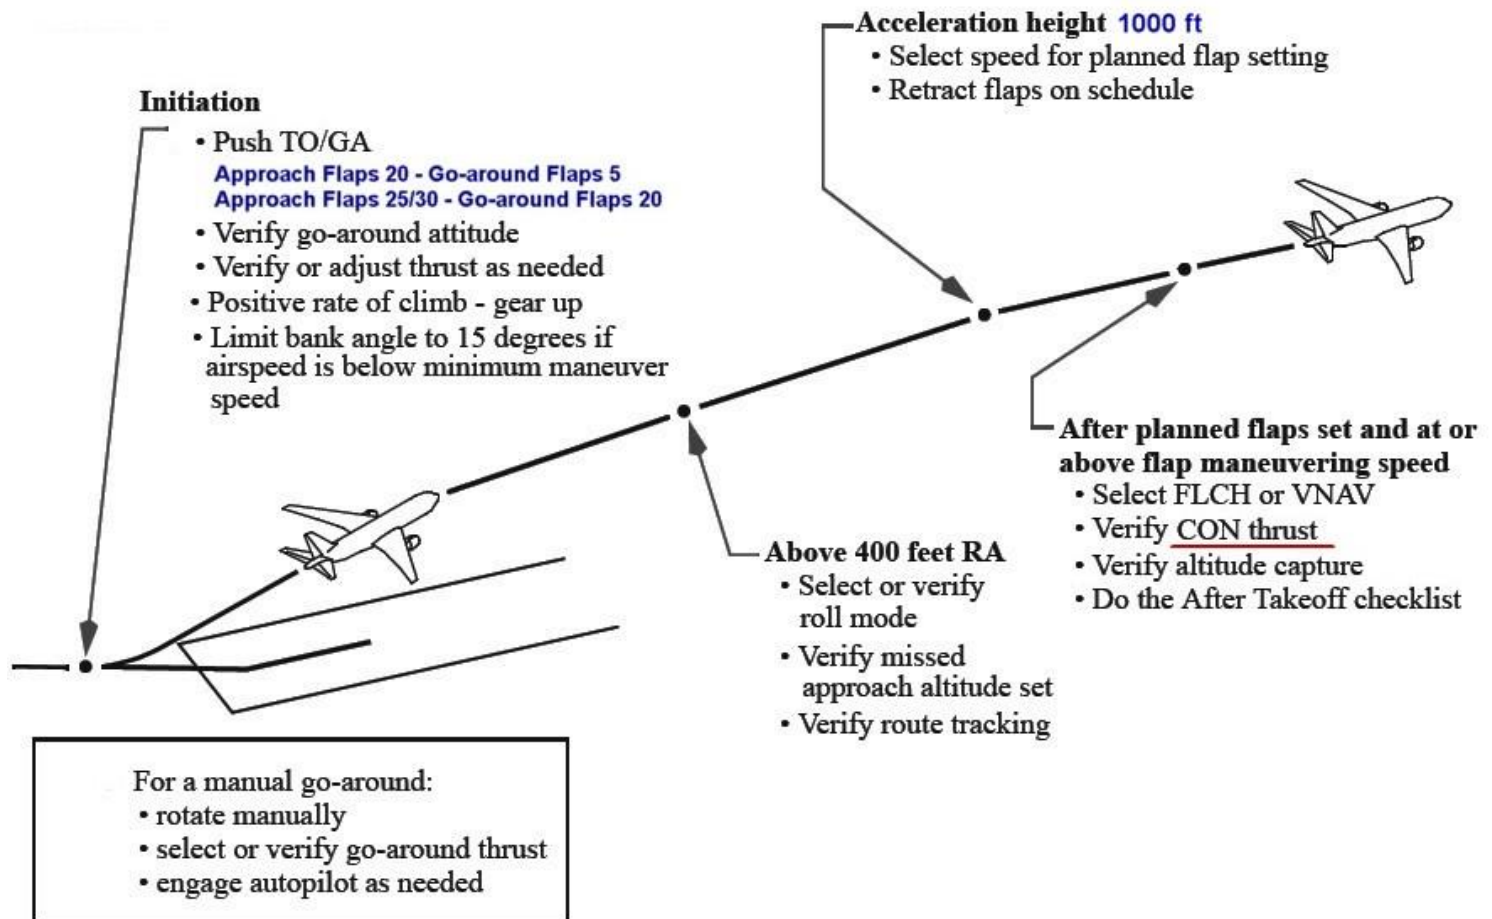 Acceleration height 1000 ft
• Select speed for planned flap setting
• Retract flaps on schedule
Initiation
• Push TO/GA
Approach Flaps 20 - Go-around Flaps 5
Approach Flaps 25/30 - Go-around Flaps 20
• Verify go-around attitude
• Verify or adjust thrust as needed
• Positive rate of climb - gear up
• Limit bank angle to 15 degrees if
airspeed is below minimum maneuver
speed
After planned flaps set and at or
above flap maneuvering speed
• Select FLCH or VNAV
• Verify CON thrust
• Verify altitude capture
• Do the After Takeoff checklist
Above 400 feet RA
• Select or verify
roll mode
• Verify missed
approach altitude set
• Verify route tracking
For a manual go-around:
• rotate manually
• select or verify go-around thrust
• engage autopilot as needed